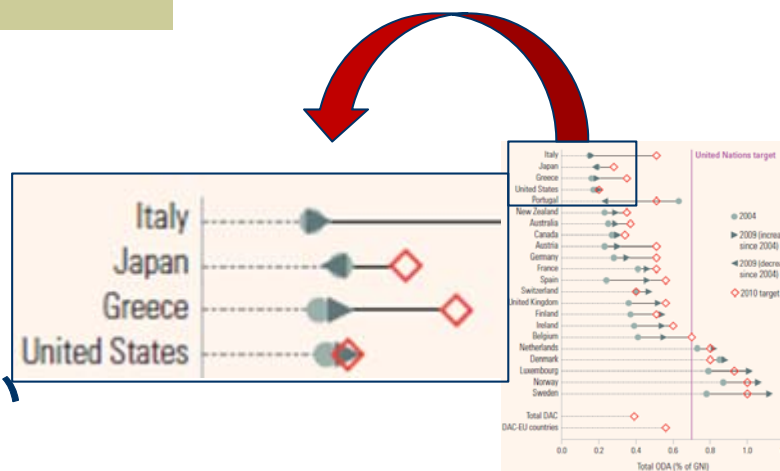 Italy
Japan
Greece
United States
Italy
Japan
Greece
United States
Portugal
New Zealand
Australia
Canada
Austria
Germany
France
Spain
Switzerland
United Kingdom
Finland
Ireland
Belgium
Netherlands
Denmark
Luxembourg
Norway
Sweden
Total DAC
DAC-EU countries
United Nations target
2004
2009 (increa
since 2004)
2009 (decre
since 2004)
2010 target
0.0 0.2 0.4 0.6 0.8 1.0
Total ODA (% of GNI)